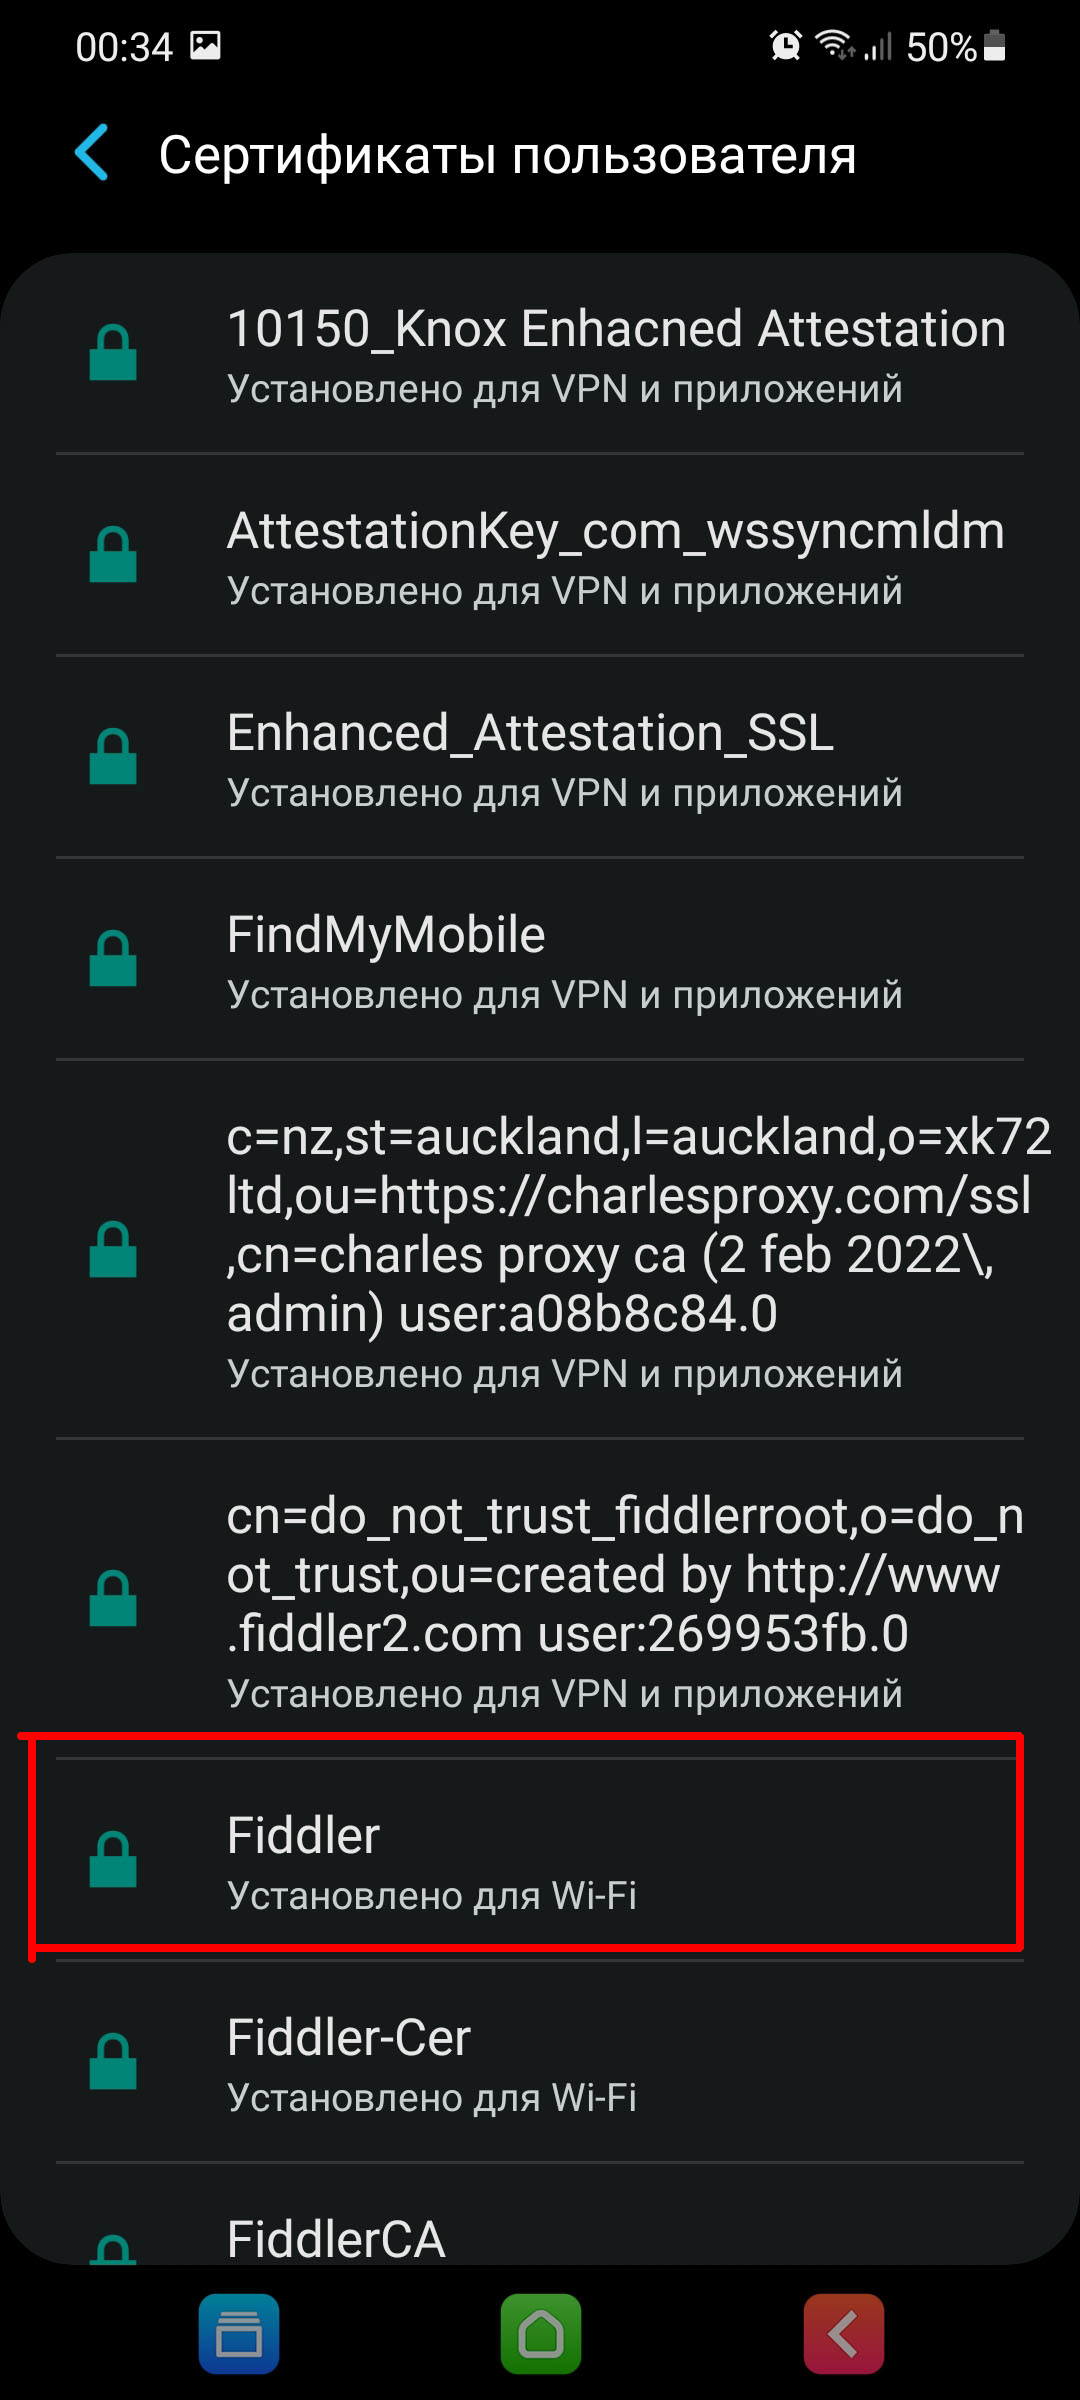 00:34
50%
Сертификаты пользователя
10150_Knox Enhacned Attestation
Установлено для VPN и приложений
AttestationKey_com_wssyncmldm
Установлено для VPN и приложений
Enhanced_Attestation_SSL
Установлено для VPN и приложений
FindMyMobile
Установлено для VPN и приложений
c=nz,st=auckland,l=auckland,o=xk72
ltd,ou=https://charlesproxy.com/ssl
,cn=charles proxy ca (2 feb 2022\,
admin) user:a08b8c84.0
Установлено для VPN и приложений
cn=do_not_trust_fiddlerroot,o=do_n
ot_trust,ou=created by http://www
.fiddler2.com user:269953fb.0
Установлено для VPN и приложений
Fiddler
Установлено для Wi-Fi
Fiddler-Cer
Установлено для Wi-Fi
FiddlerCA